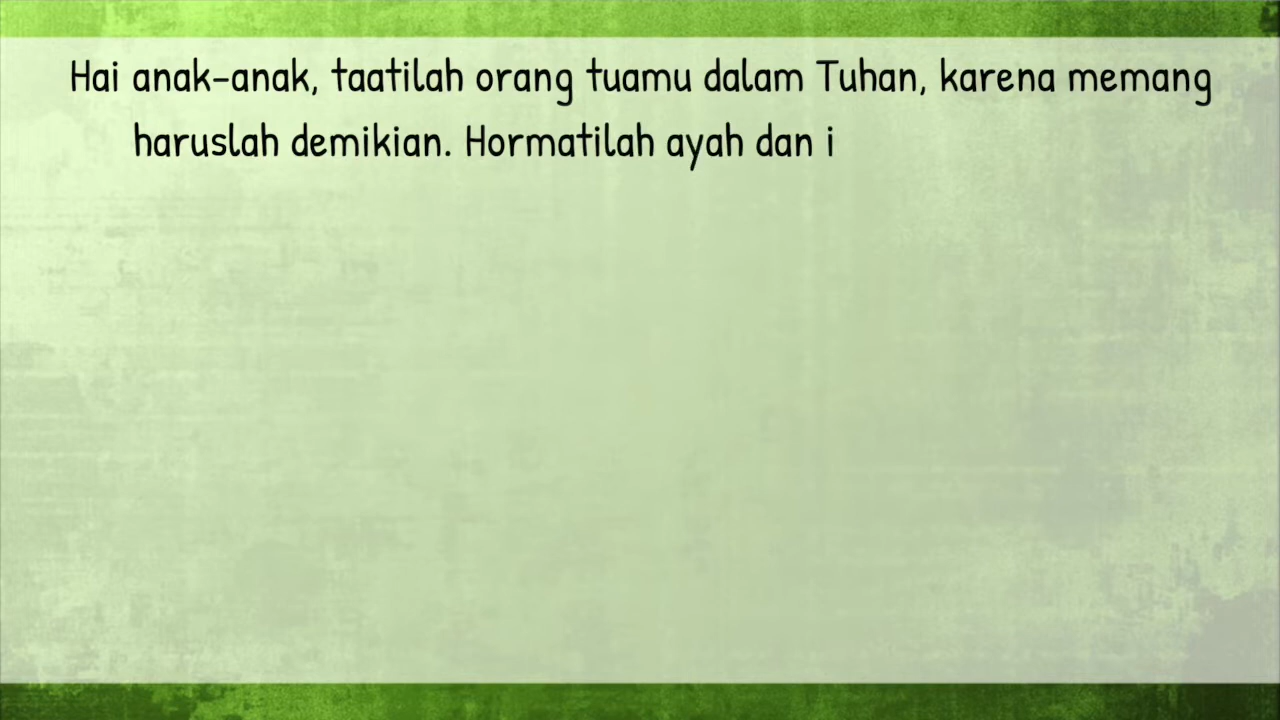 Hai anak-anak, taatilah orang tuamu dalam Tuhan, karena memang
haruslah demikian. Hormatilah ayah dan i